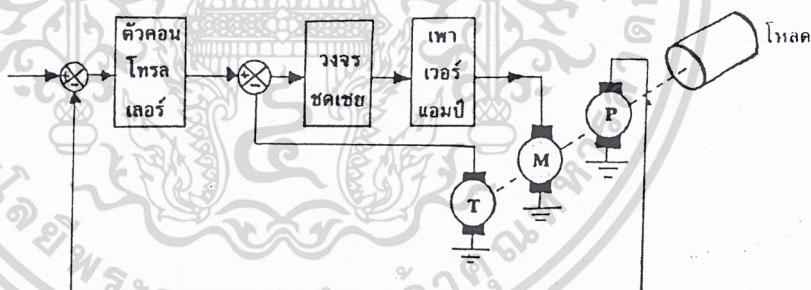 ตัวคอน
โทรล
เลอร์
วงจร
ชดเชย
เพา
เวอร์
แอมป์
โหลด
P
M
T